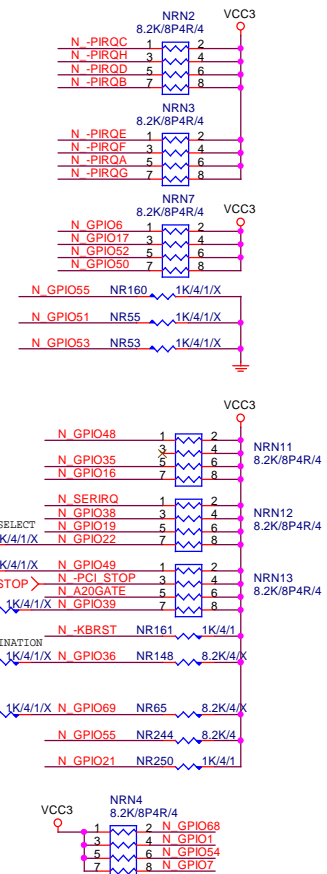 NRN2 VCC3
8.2K/8P4R/4
N_-PIRQC 1 2
N_-PIRQH 3 4
N_-PIRQD 5 6
N_-PIRQB 7 8
NRN3
8.2K/8P4R/4
N_-PIRQE 1 2
N_-PIRQF 3 4
N_-PIRQA 5 6
N_-PIRQG 7 8
NRN7 VCC3
8.2K/8P4R/4
N_GPIO6 1 2
N_GPIO17 3 4
N_GPIO52 5 6
N_GPIO50 7 8
N_GPIO55 NR160 1K/4/1/X
N_GPIO51 NR55 1K/4/1/X
N_GPIO53 NR53 1K/4/1/X
VCC3
N_GPIO48 1 2
3 4 NRN11
N_GPIO35 5 6 8.2K/8P4R/4
N_GPIO16 7 8
N_SERIRQ 1 2
N_GPIO38 3 4 NRN12
SELECT N_GPIO19 5 6 8.2K/8P4R/4
K/4/1/X N_GPIO22 7 8
K/4/1/X N_GPIO49 1 2
STOP N_-PCI_STOP 3 4 NRN13
N_A20GATE 5 6 8.2K/8P4R/4
1K/4/1/X N_GPIO39 7 8
N_-KBRST NR161 1K/4/1
INATION
1K/4/1/X N_GPIO36 NR148 8.2K/4/X
1K/4/1/X N_GPIO69 NR65 8.2K/4/X
N_GPIO55 NR244 8.2K/4
N_GPIO21 NR250 1K/4/1
VCC3 NRN4
8.2K/8P4R/4
1 2 N_GPIO68
3 4 N_GPIO1
5 6 N_GPIO54
7 8 N_GPIO7